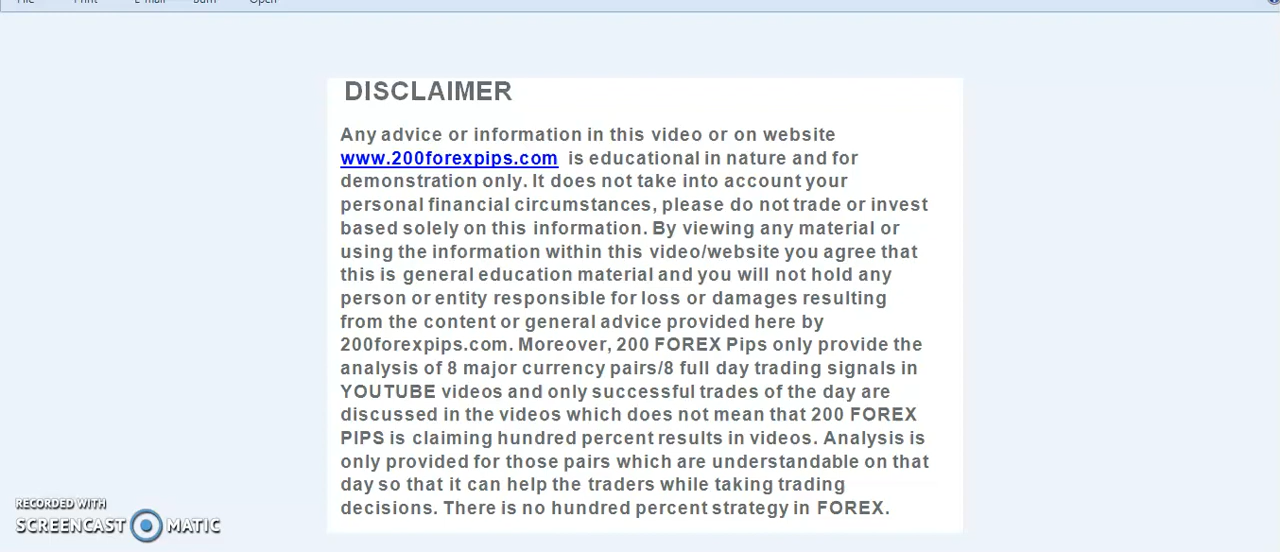 File Print E-mail Burn Open
DISCLAIMER
Any advice or information in this video or on website
www.200forexpips.com is educational in nature and for
demonstration only. It does not take into account your
personal financial circumstances, please do not trade or invest
based solely on this information. By viewing any material or
using the information within this video/website you agree that
this is general education material and you will not hold any
person or entity responsible for loss or damages resulting
from the content or general advice provided here by
200forexpips.com. Moreover, 200 FOREX Pips only provide the
analysis of 8 major currency pairs/8 full day trading signals in
YOUTUBE videos and only successful trades of the day are
discussed in the videos which does not mean that 200 FOREX
PIPS is claiming hundred percent results in videos. Analysis is
only provided for those pairs which are understandable on that
day so that it can help the traders while taking trading
decisions. There is no hundred percent strategy in FOREX.
RECORDED WITH
SCREENCAST MATIC